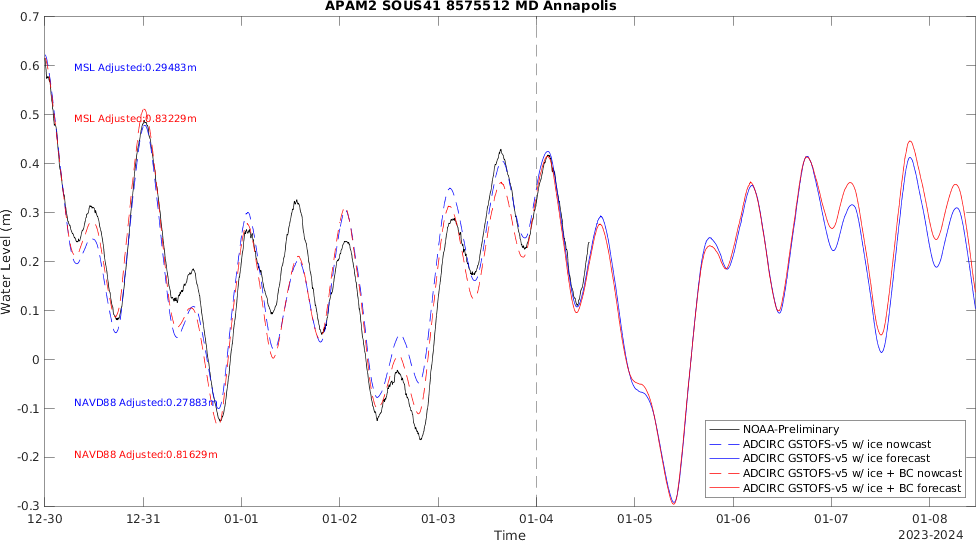 APAM2 SOUS41 8575512 MD Annapolis
0.7
0.6
0.5
0.4
0.3
0.2
0.1
0
-0.1
-0.2
-0.3
Water Level (m)
MSL Adjusted:0.29483m
MSL Adjusted:0.83229m
NAVD88 Adjusted:0.27883m
NAVD88 Adjusted:0.81629m
NOAA-Preliminary
ADCIRC GSTOFS-v5 w/ ice nowcast
ADCIRC GSTOFS-v5 w/ ice forecast
ADCIRC GSTOFS-v5 w/ ice + BC nowcast
ADCIRC GSTOFS-v5 w/ ice + BC forecast
12-30 12-31 01-01 01-02 01-03 01-04 01-05 01-06 01-07 01-08
Time
2023-2024